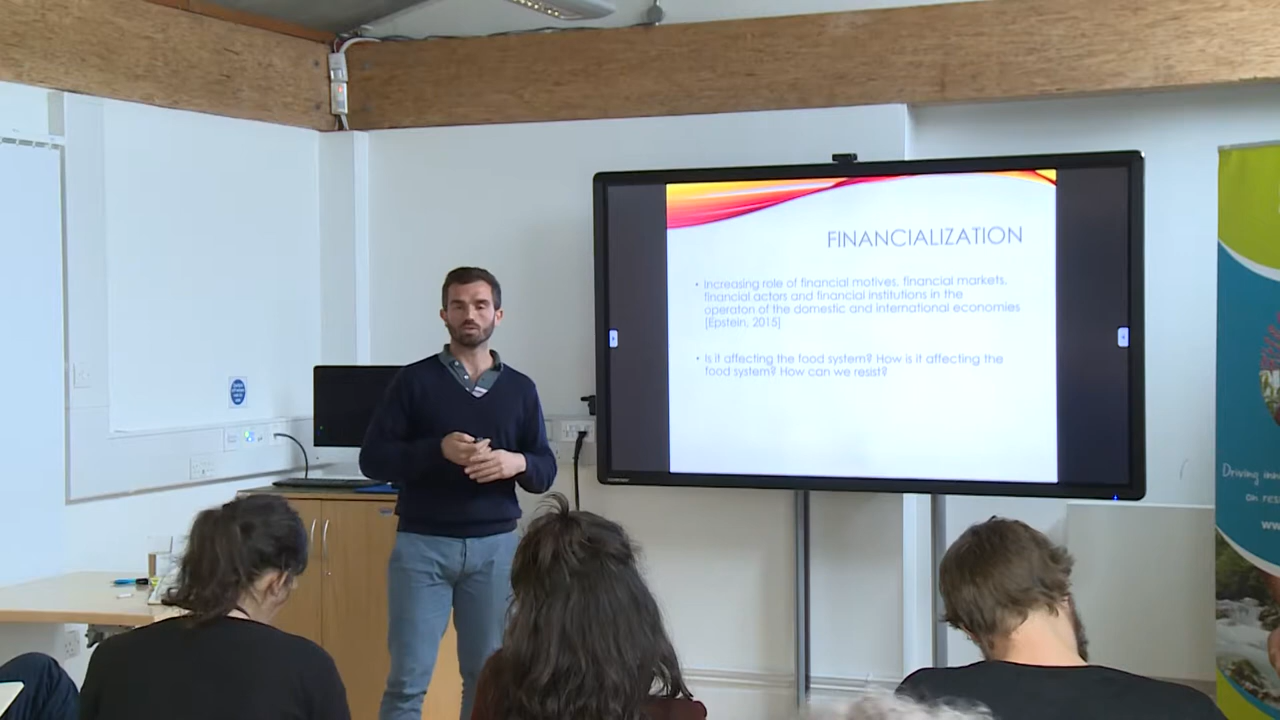 FINANCIALIZATION
• Increasing role of financial motives, financial markets,
financial actors and financial institutions in the
operaton of the domestic and international economies
[Epstein, 2015]
• Is it affecting the food system? How is it affecting the
food system? How can we resist?
Driving
on